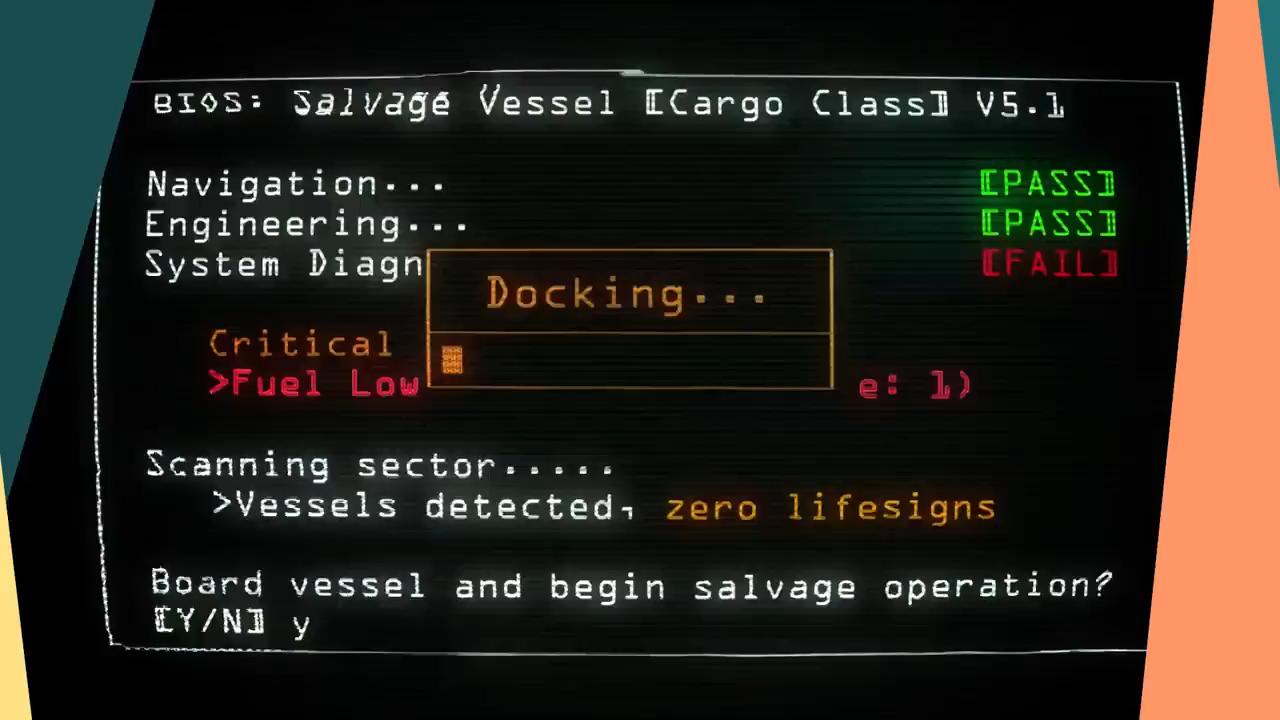 BIOS: Salvage Vessel [Cargo Class] V5.1
Navigation... [PASS]
Engineering... [PASS]
System Diagn [FAIL]
Docking...
Critical
>Fuel Low e: 1)
Scanning sector.....
>Vessels detected, zero lifesigns
Board vessel and begin salvage operation?
[Y/N] y